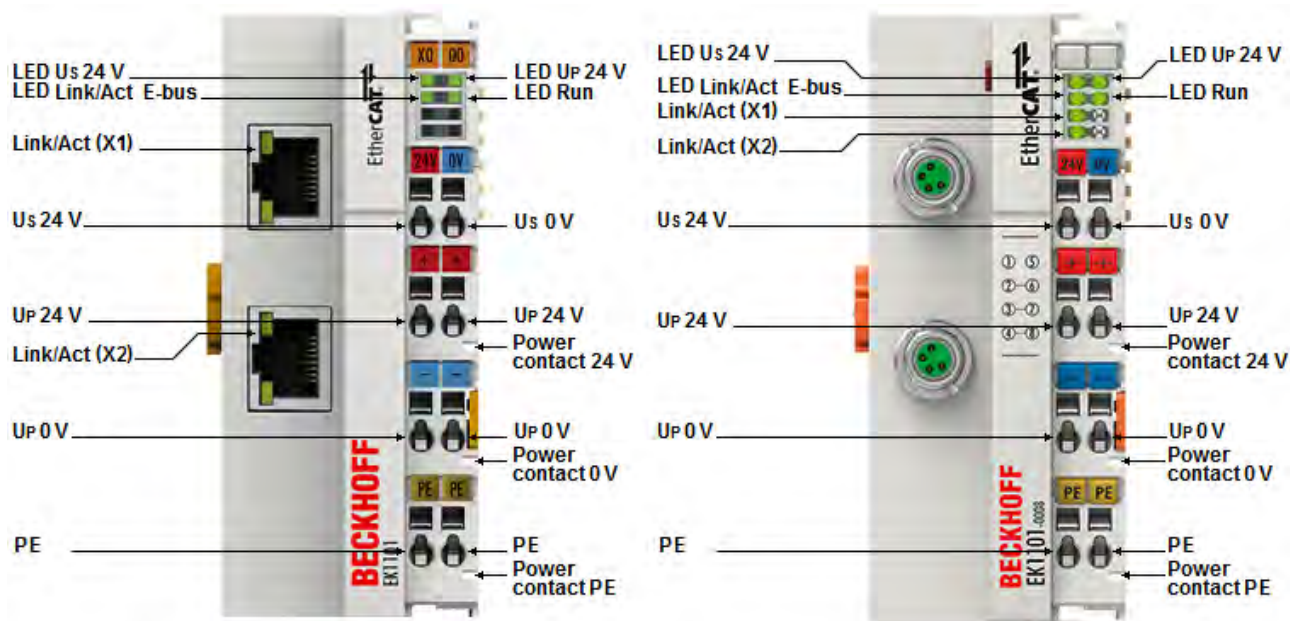 X0 00
LED Us 24 V
LED UP 24 V
LED Link/Act E-bus
LED Run
Link/Act (X1)
EtherCAT
24V 0V
Us 24 V
Us 0 V
+ +
UP 24 V
UP 24 V
Power
contact 24 V
Link/Act (X2)
− −
UP 0 V
UP 0 V
Power
contact 0 V
BECKHOFF
EK1101
PE PE
PE
PE
Power
contact PE
LED Us 24 V
LED UP 24 V
LED Link/Act E-bus
LED Run
Link/Act (X1)
Link/Act (X2)
EtherCAT
24V 0V
Us 24 V
Us 0 V
+ +
1 5
2 6
3 7
4 8
UP 24 V
UP 24 V
Power
contact 24 V
− −
UP 0 V
UP 0 V
Power
contact 0 V
BECKHOFF
EK1101-0008
PE PE
PE
PE
Power
contact PE